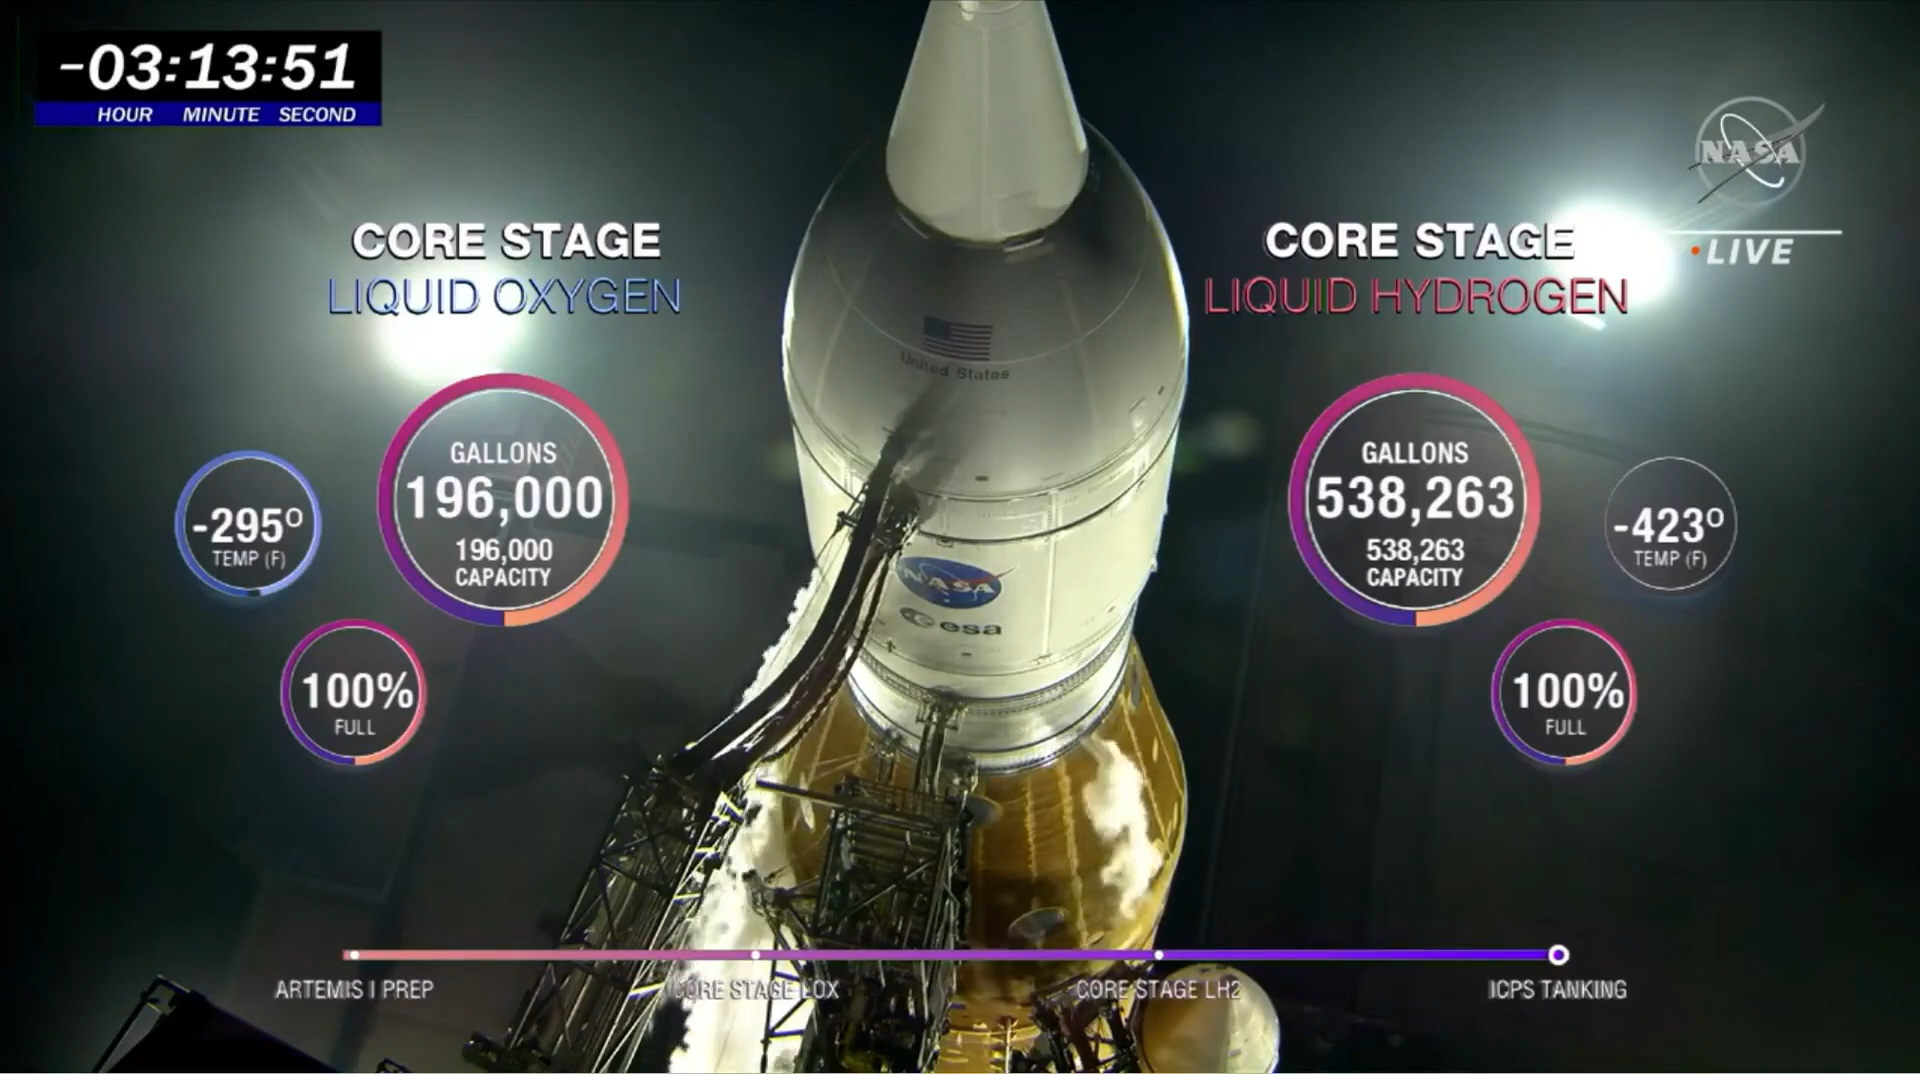 -03:13:51
HOUR MINUTE SECOND
NASA
LIVE
CORE STAGE
LIQUID OXYGEN
CORE STAGE
LIQUID HYDROGEN
United States
GALLONS
196,000
196,000
CAPACITY
-295º
TEMP (F)
100%
FULL
GALLONS
538,263
538,263
CAPACITY
-423º
TEMP (F)
100%
FULL
NASA
esa
ARTEMIS I PREP
CORE STAGE LOX
CORE STAGE LH2
ICPS TANKING